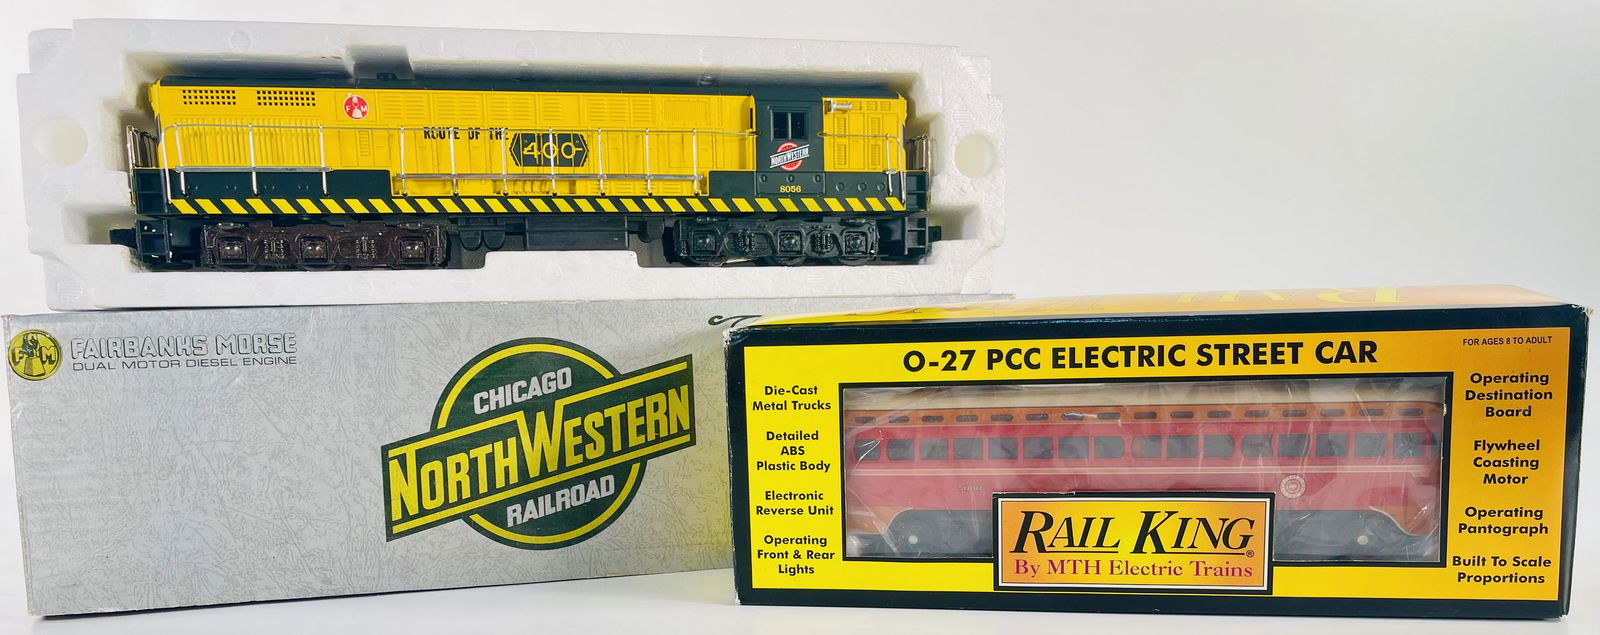 F M
ROUTE OF THE
400
NORTH WESTERN
8056
F M
FAIRBANKS MORSE
DUAL MOTOR DIESEL ENGINE
CHICAGO
NORTH WESTERN
RAILROAD
O-27 PCC ELECTRIC STREET CAR
FOR AGES 8 TO ADULT
Die-Cast
Metal Trucks
Detailed
ABS
Plastic Body
Electronic
Reverse Unit
Operating
Front & Rear
Lights
Operating
Destination
Board
Flywheel
Coasting
Motor
Operating
Pantograph
Built To Scale
Proportions
RAIL KING®
By MTH Electric Trains